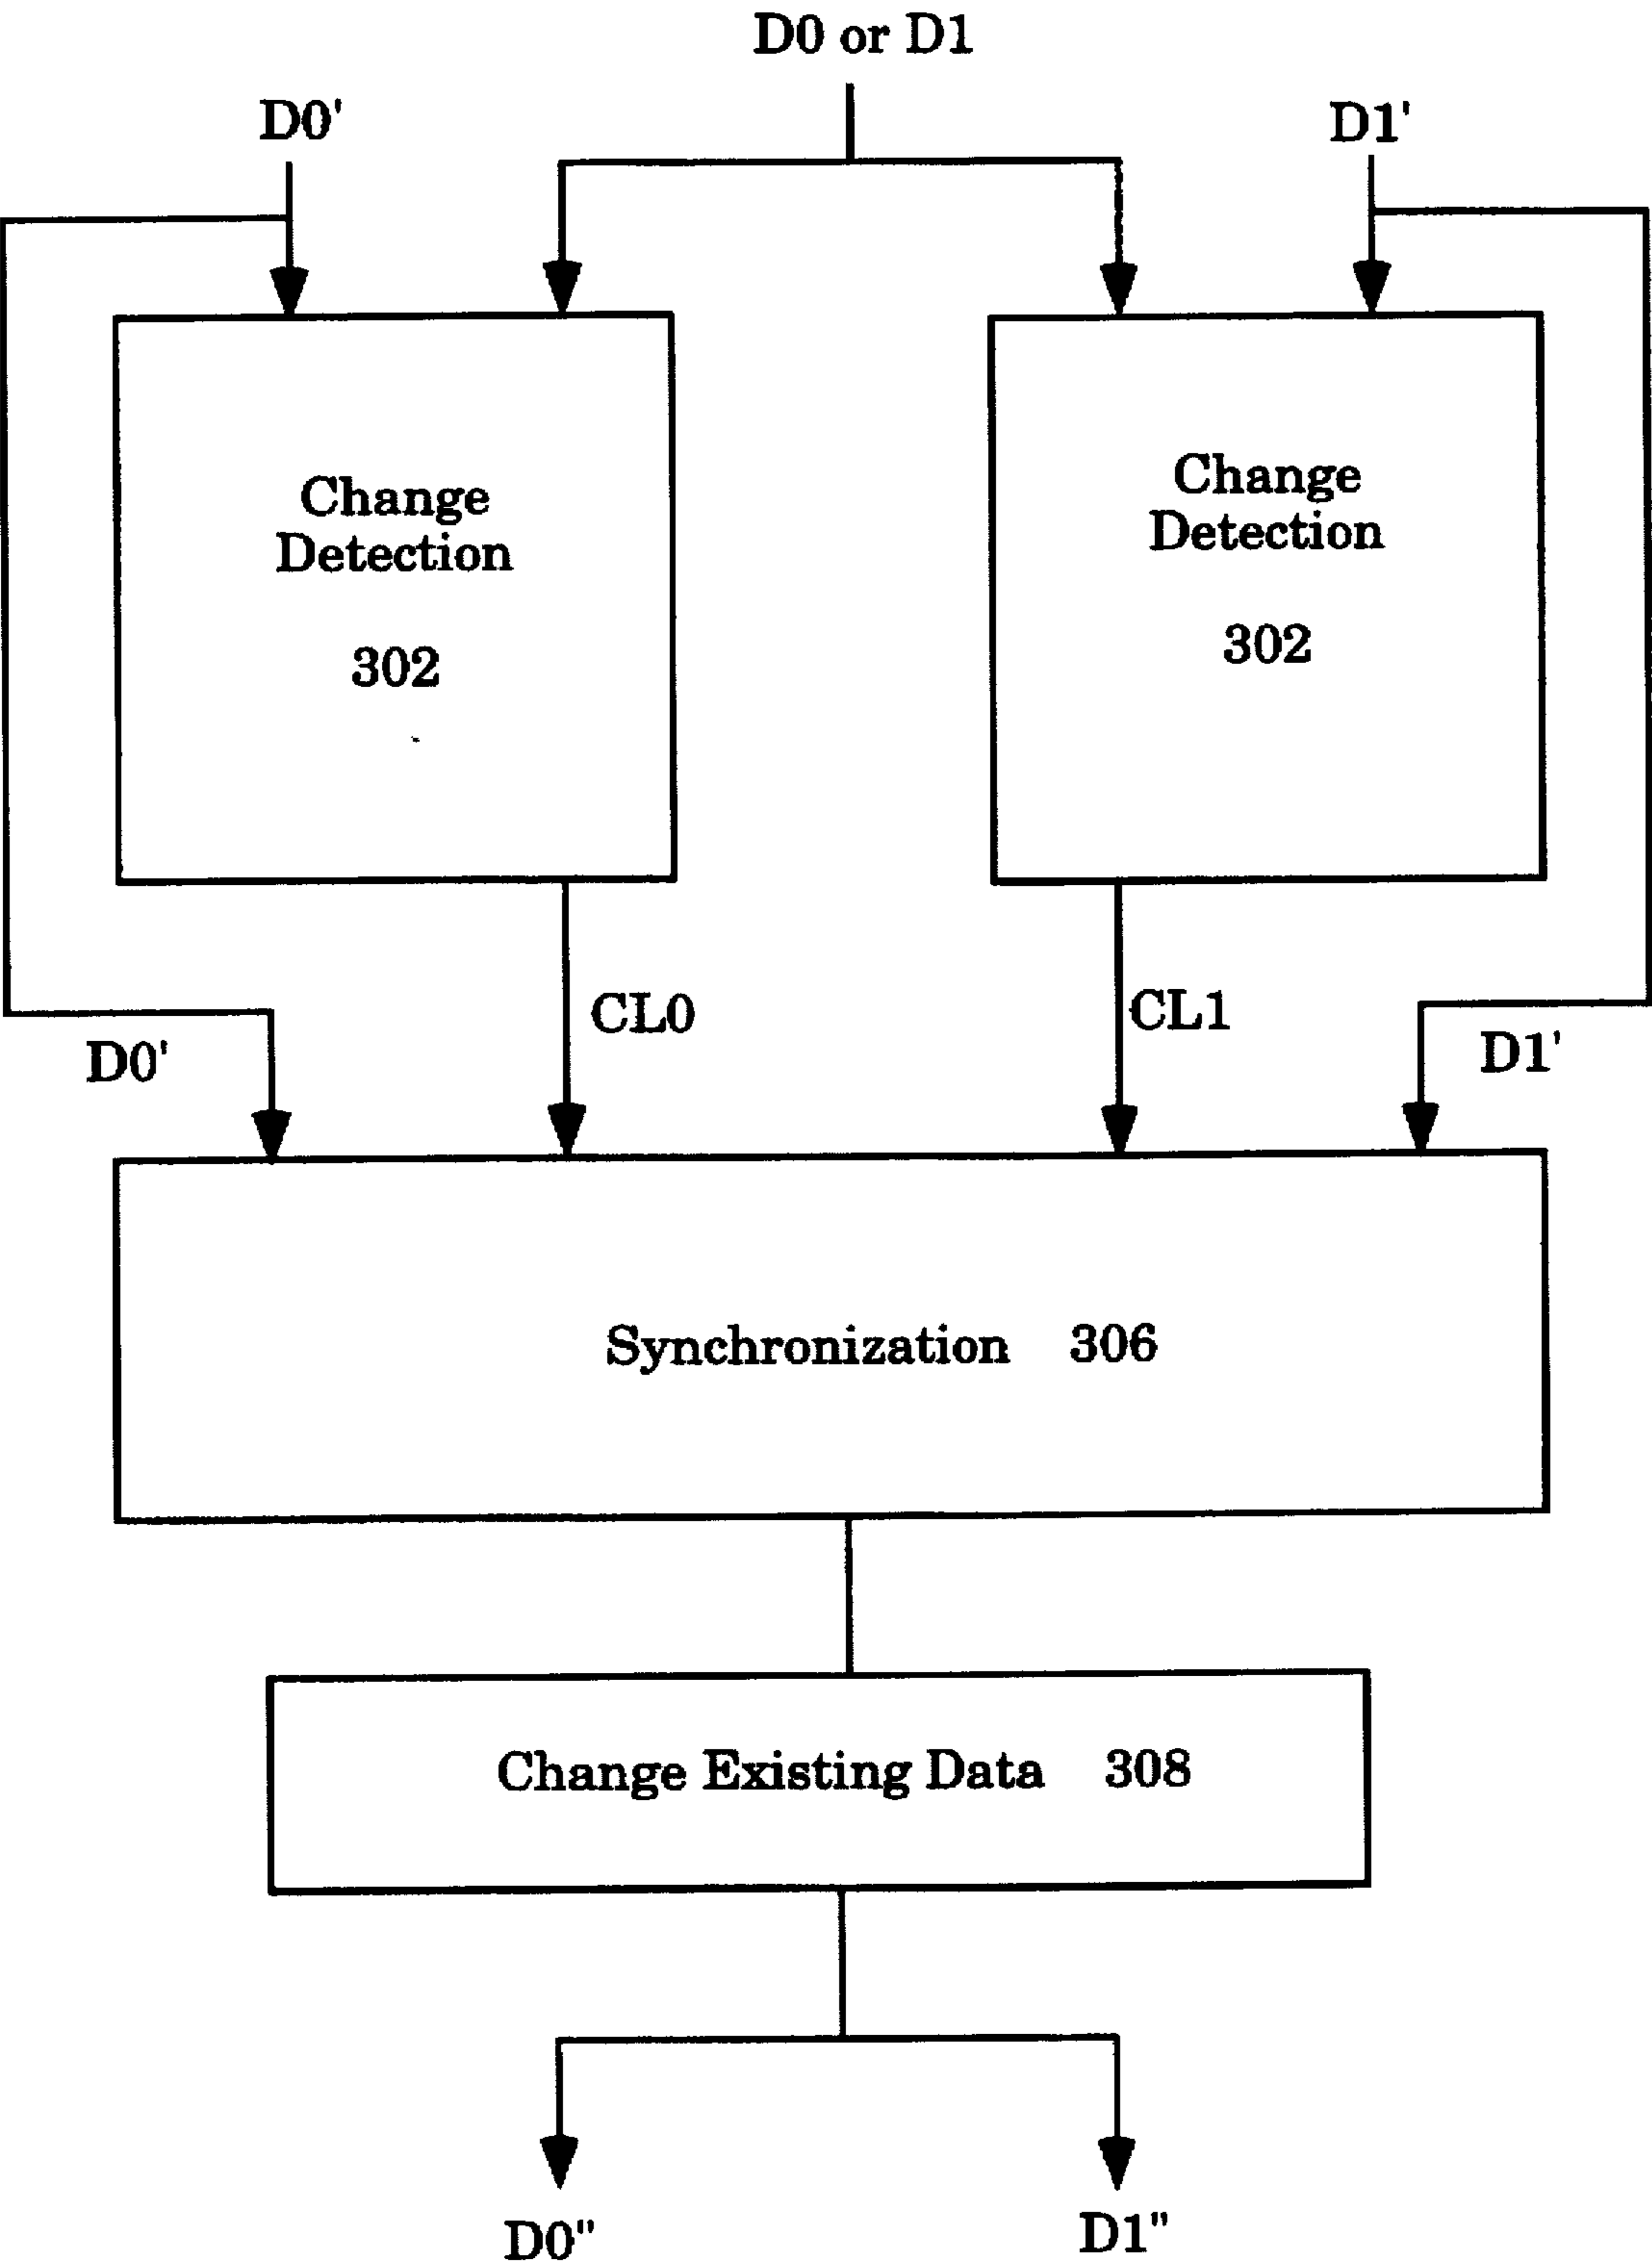 D0 or D1
D0'
D1'
Change
Detection
302
Change
Detection
302
CL0
CL1
D0'
D1'
Synchronization 306
Change Existing Data 308
D0"
D1"